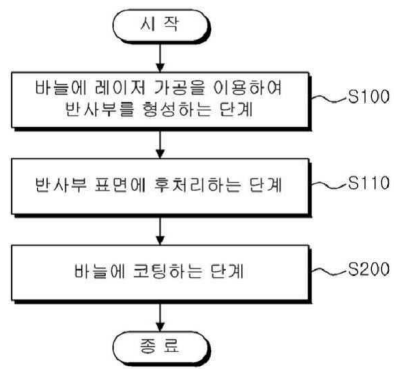 시 작
바늘에 레이저 가공을 이용하여
반사부를 형성하는 단계
S100
반사부 표면에 후처리하는 단계
S110
바늘에 코팅하는 단계
S200
종 료